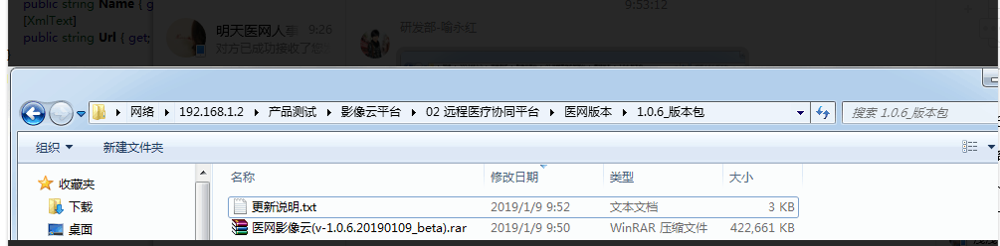 public string Name { g
[XmlText]
public string Url { get;
明天医网人 9:26
对方已成功接收了您
9:53:12
研发部-喻永红
网络 192.168.1.2 产品测试 影像云平台 02 远程医疗协同平台 医网版本 1.0.6_版本包
搜索 1.0.6_版本包
组织 新建文件夹
收藏夹
下载
桌面
名称 修改日期 类型 大小
更新说明.txt 2019/1/9 9:52 文本文档 3 KB
医网影像云(v-1.0.6.20190109_beta).rar 2019/1/9 9:50 WinRAR 压缩文件 422,661 KB